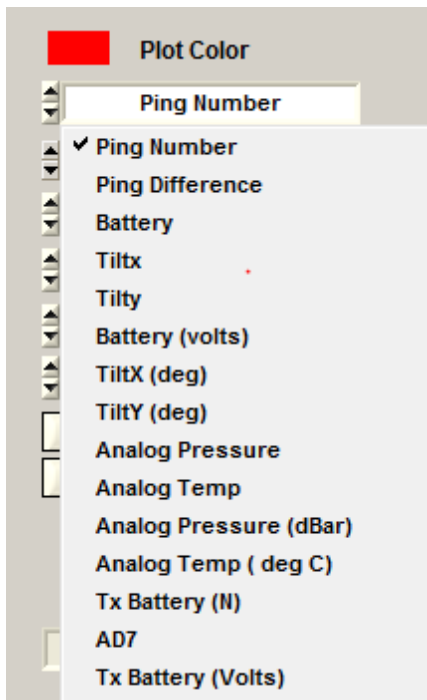 Plot Color
Ping Number
Ping Number
Ping Difference
Battery
Tiltx
Tilty
Battery (volts)
TiltX (deg)
TiltY (deg)
Analog Pressure
Analog Temp
Analog Pressure (dBar)
Analog Temp ( deg C)
Tx Battery (N)
AD7
Tx Battery (Volts)